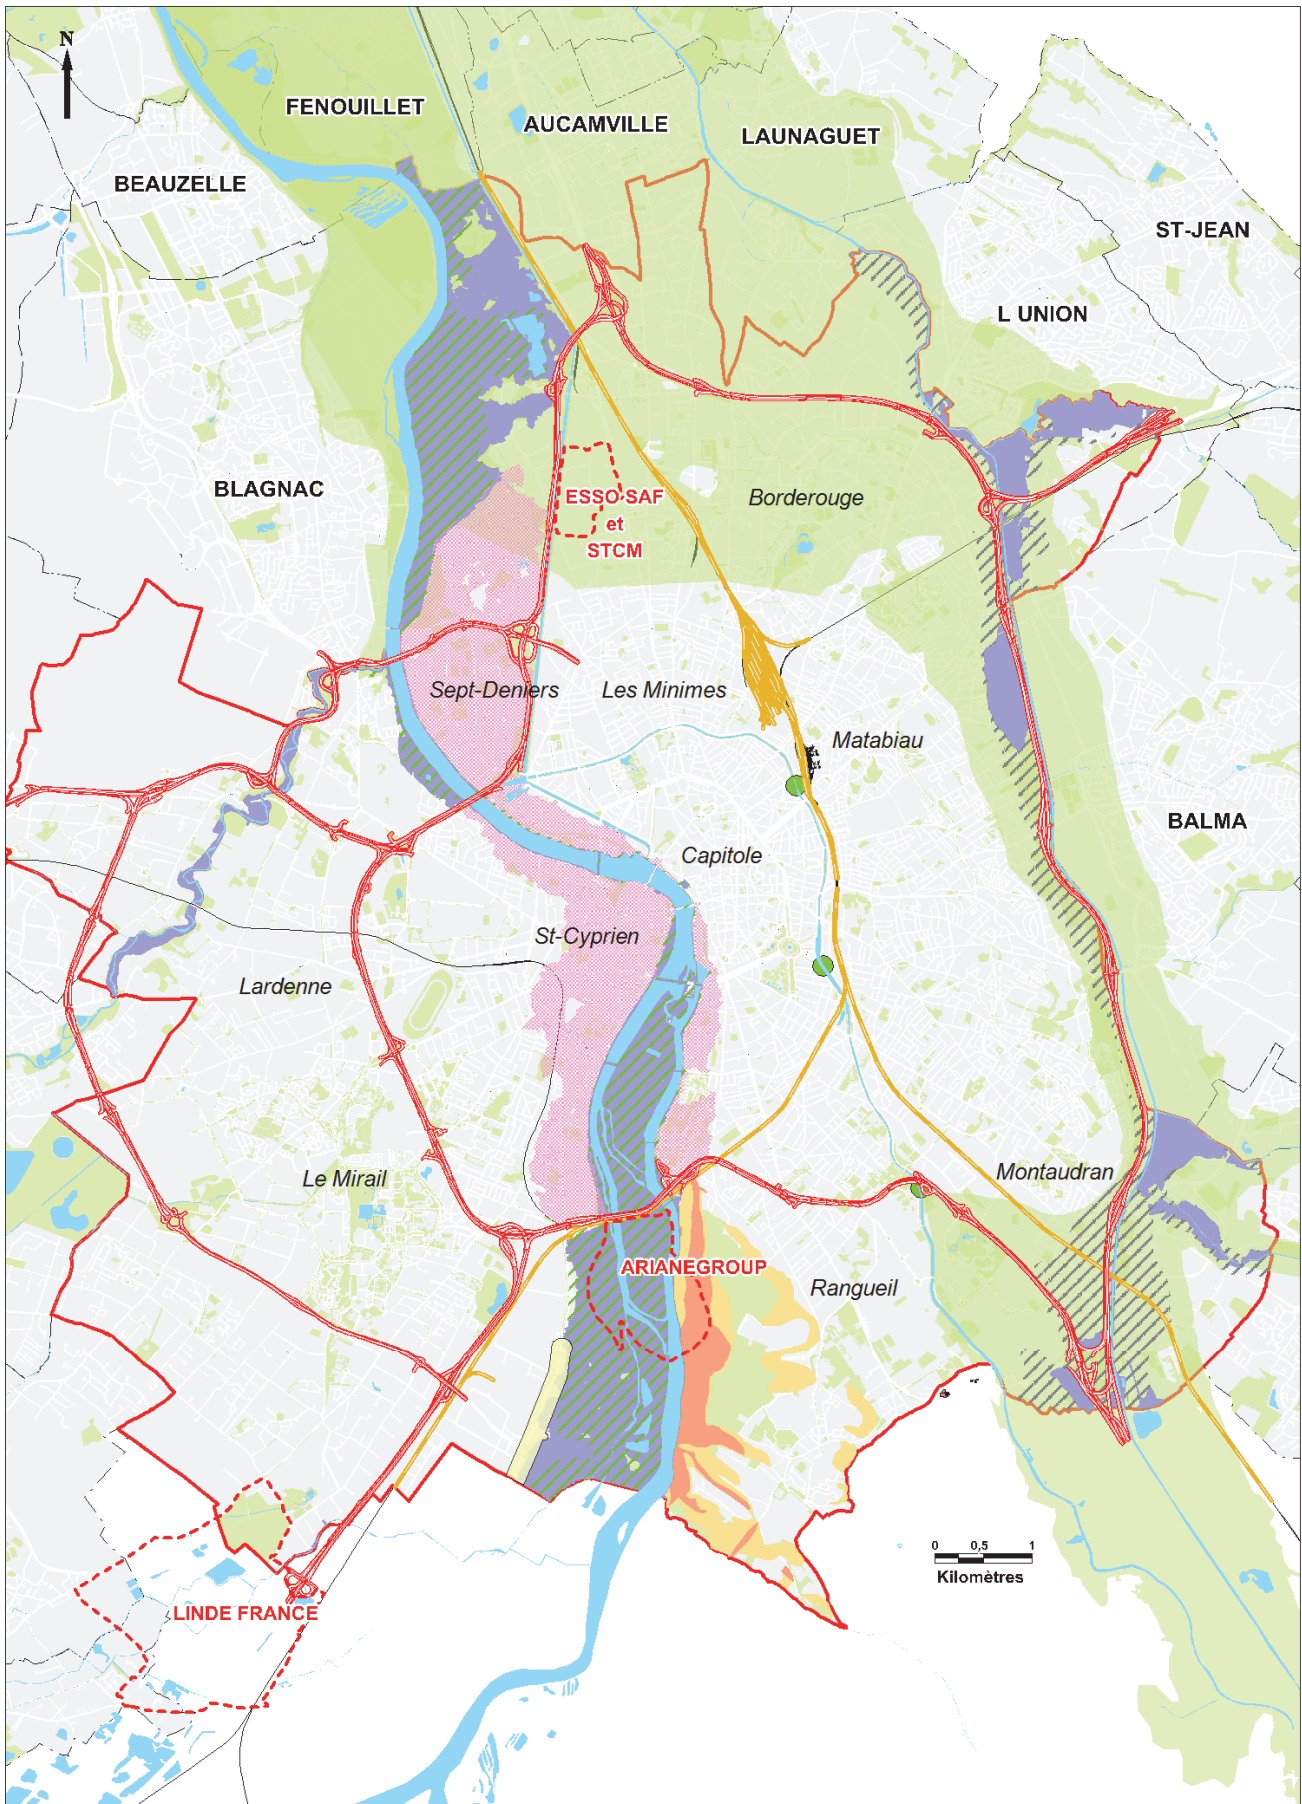 N
FENOUILLET
AUCAMVILLE
LAUNAGUET
BEAUZELLE
ST-JEAN
L UNION
BLAGNAC
ESSO SAF
et
STCM
Borderouge
Sept-Deniers
Les Minimes
Matabiau
BALMA
Capitole
St-Cyprien
Lardenne
Le Mirail
Montaudran
ARIANEGROUP
Rangueil
0 0,5 1
Kilomètres
LINDE FRANCE